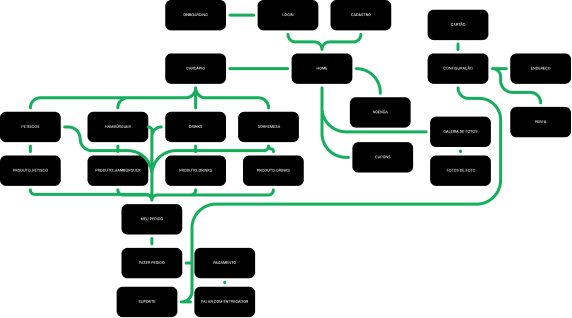 ONBOARDING
LOGIN
CADASTRO
CARTÃO
CARDÁPIO
HOME
CONFIGURAÇÃO
ENDEREÇO
AGENDA
PERFIL
PETISCOS
HAMBÚRGUER
DRINKS
SOBREMESA
GALERIA DE FOTOS
CUPONS
PRODUTO_PETISCO
PRODUTO_HAMBÚRGUER
PRODUTO_DRINKS
PRODUTO_DRINKS
FOTOS DE FOTO
MEU PEDIDO
FAZER PEDIDO
PAGAMENTO
SUPORTE
FALAR COM ENTREGADOR